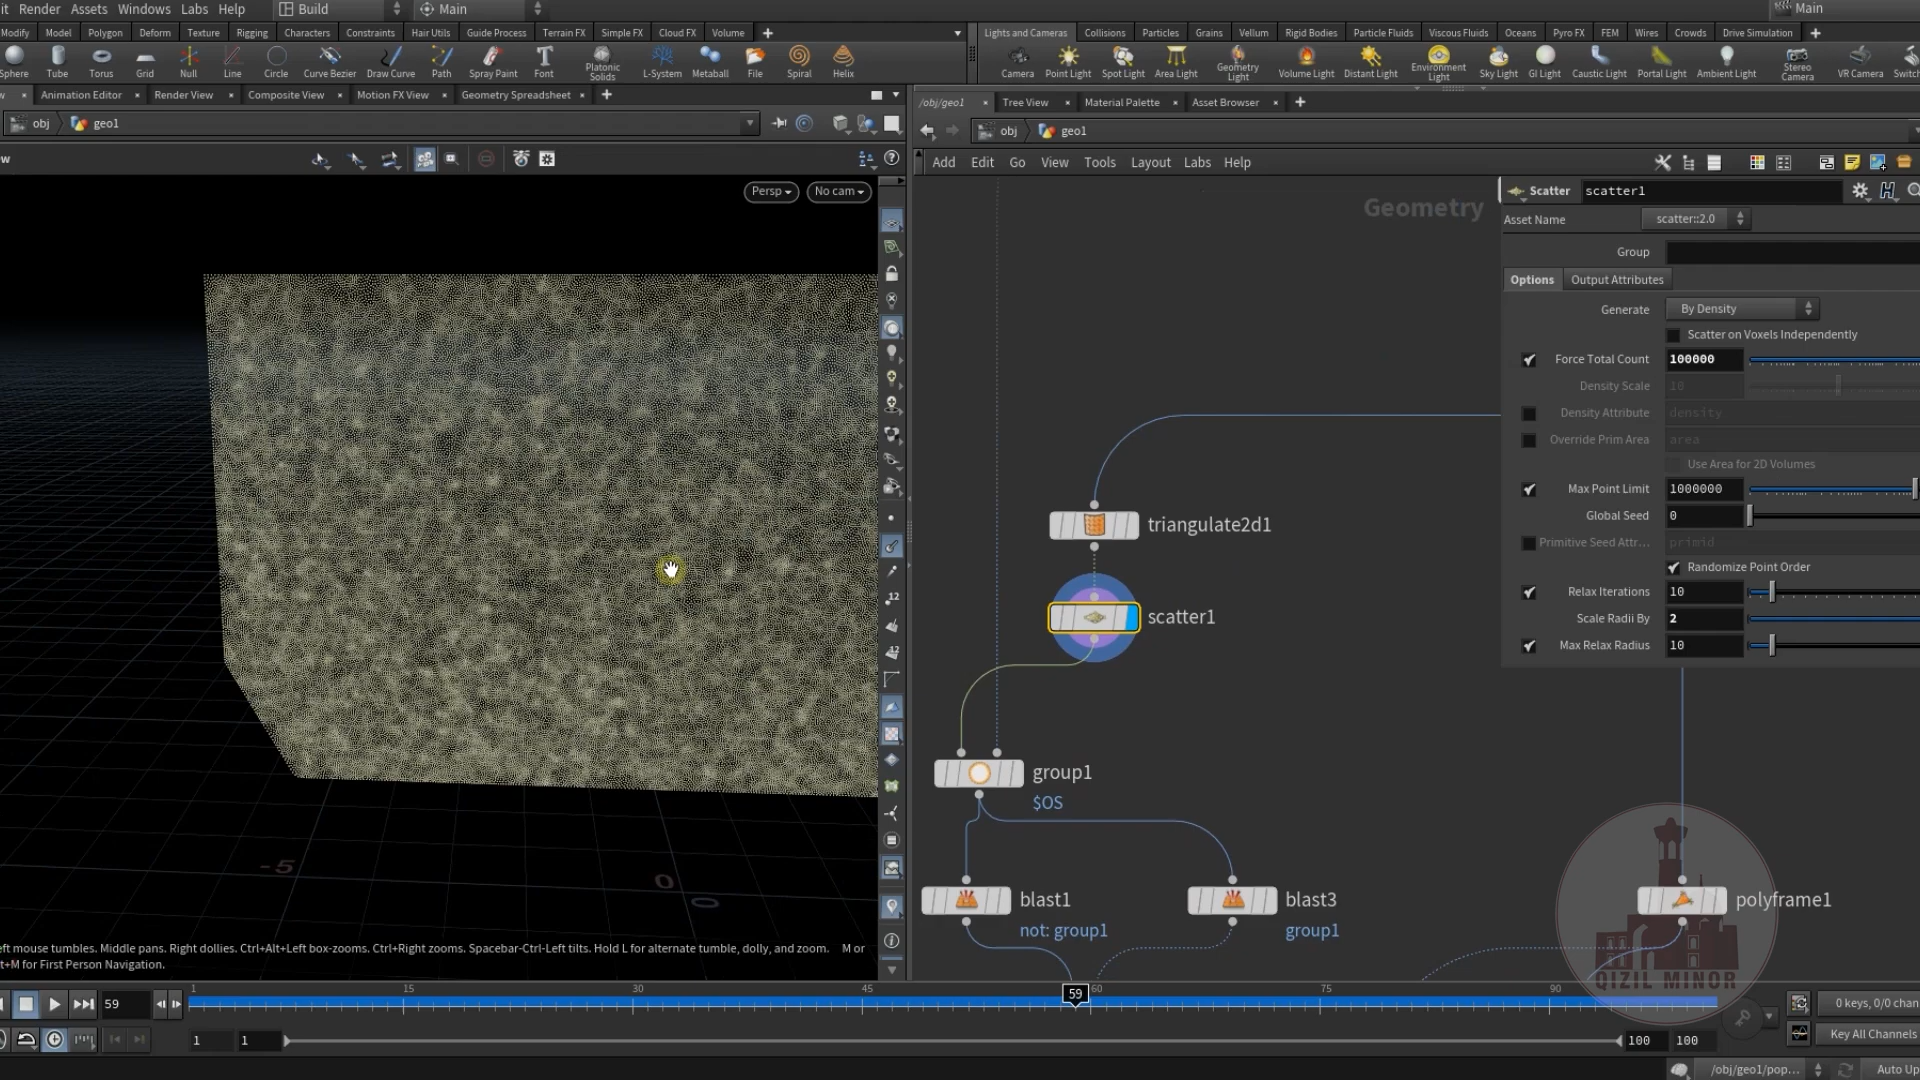 it Render Assets Windows Labs Help Build Main Main
Modify Model Polygon Deform Texture Rigging Characters Constraints Hair Utils Guide Process Terrain FX Simple FX Cloud FX Volume
Lights and Cameras Collisions Particles Grains Vellum Rigid Bodies Particle Fluids Viscous Fluids Oceans Pyro FX FEM Wires Crowds Drive Simulation
Sphere Tube Torus Grid Null Line Circle Curve Bezier Draw Curve Path Spray Paint Font Platonic Solids L-System Metaball File Spiral Helix
Camera Point Light Spot Light Area Light Geometry Light Volume Light Distant Light Environment Light Sky Light GI Light Caustic Light Portal Light Ambient Light Stereo Camera VR Camera Switch
w Animation Editor Render View Composite View Motion FX View Geometry Spreadsheet
/obj/geo1 Tree View Material Palette Asset Browser
obj geo1
obj geo1
w
Add Edit Go View Tools Layout Labs Help
Persp No cam
Geometry
Scatter scatter1
Asset Name scatter::2.0
Group
Options Output Attributes
Generate By Density
Scatter on Voxels Independently
Force Total Count 100000
Density Scale 10
Density Attribute density
Override Prim Area area
Use Area for 2D Volumes
Max Point Limit 1000000
Global Seed 0
Primitive Seed Attr... primid
Randomize Point Order
Relax Iterations 10
Scale Radii By 2
Max Relax Radius 10
triangulate2d1
scatter1
group1
$OS
blast1
not: group1
blast3
group1
polyframe1
12
12
-5
0
0
eft mouse tumbles. Middle pans. Right dollies. Ctrl+Alt+Left box-zooms. Ctrl+Right zooms. Spacebar-Ctrl-Left tilts. Hold L for alternate tumble, dolly, and zoom. M or
t+M for First Person Navigation.
QIZIL MINOR
59
1 15 30 45 59 60 75 90
0 keys, 0/0 chan
1 1 100 100
Key All Channels
/obj/geo1/pop... Auto Up